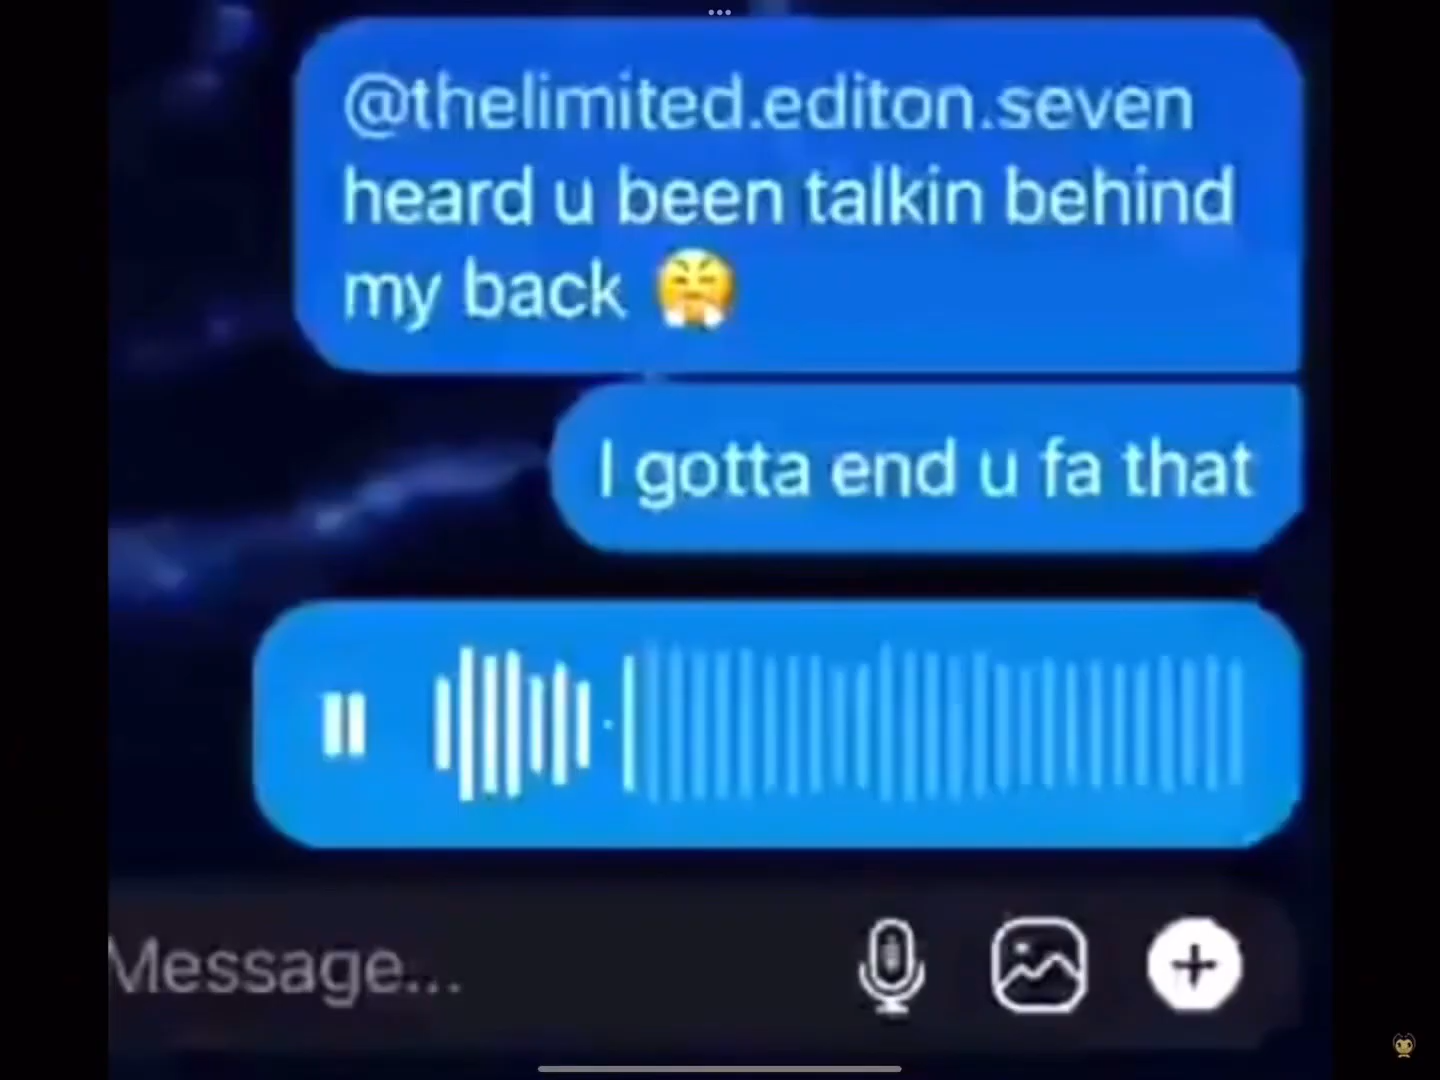 @thelimited.editon.seven
heard u been talkin behind
my back 😤
I gotta end u fa that
Message...